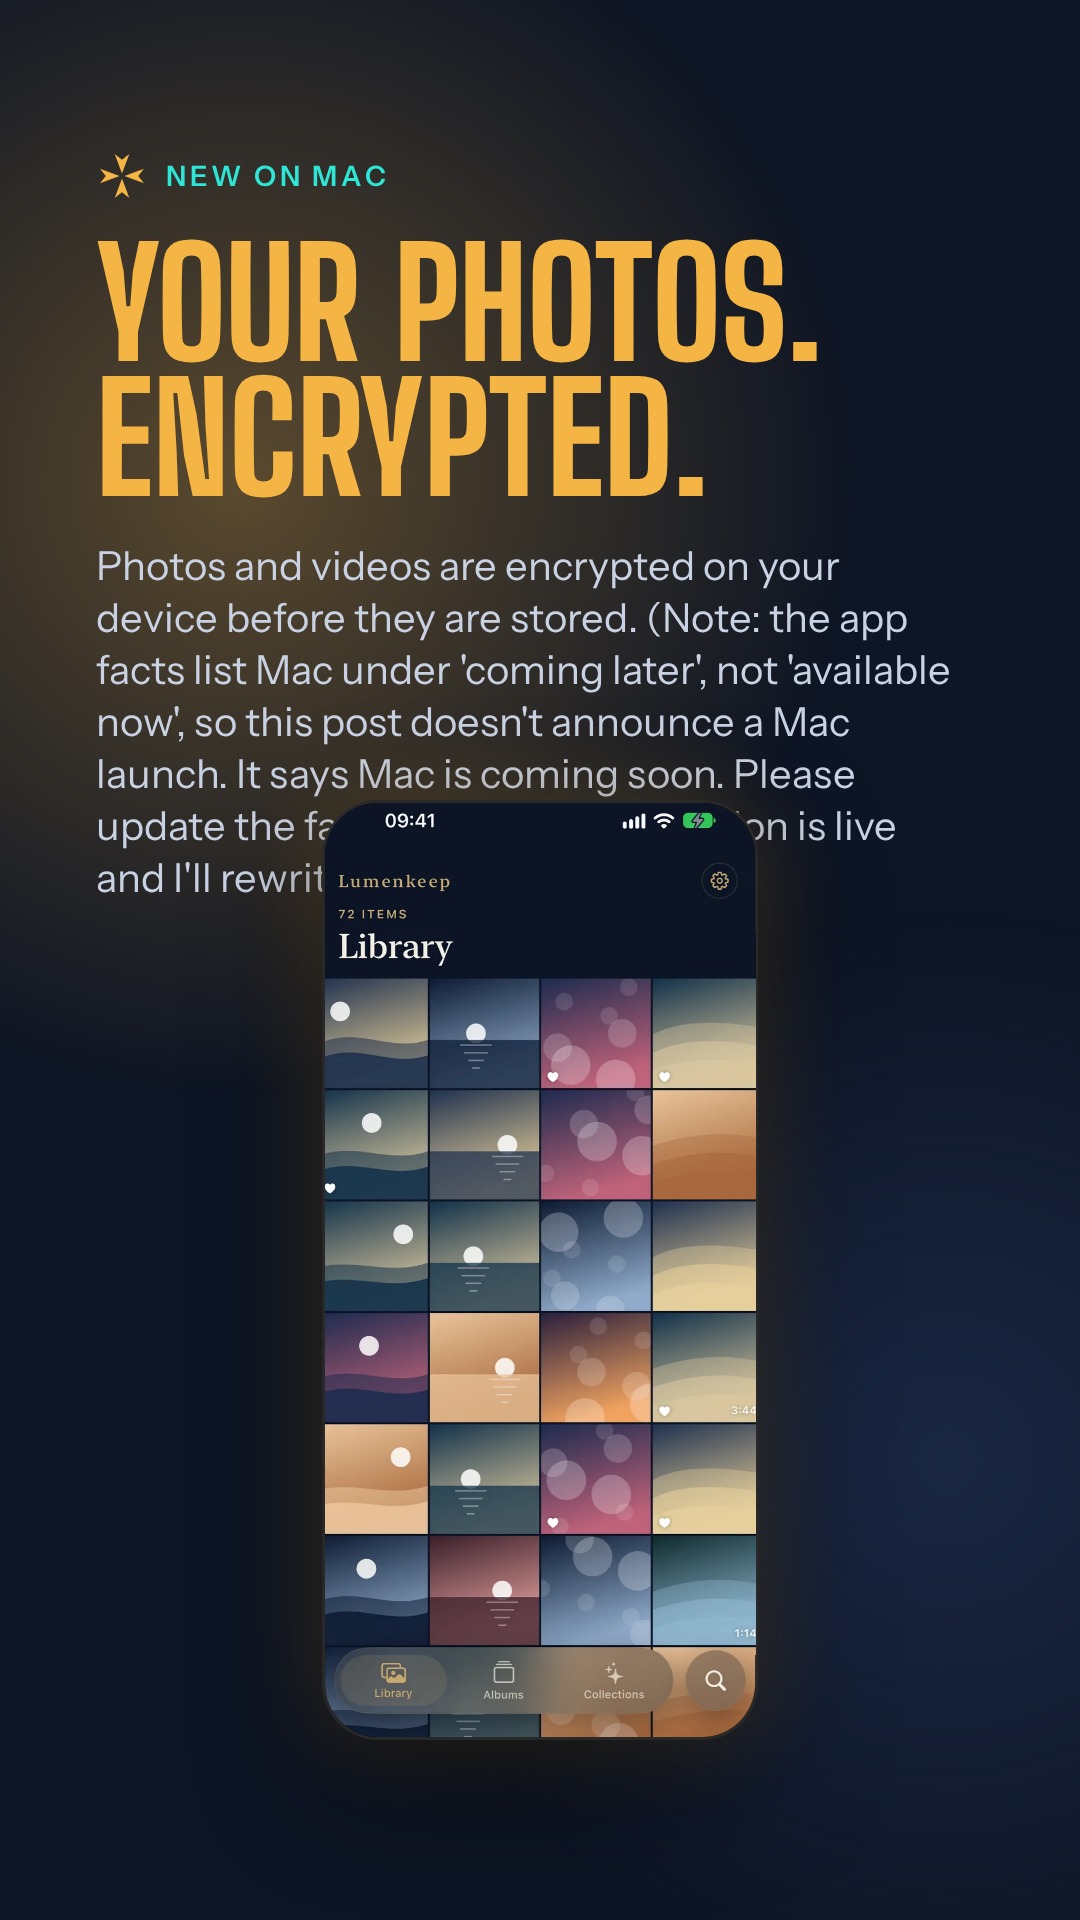 NEW ON MAC
YOUR PHOTOS.
ENCRYPTED.
Photos and videos are encrypted on your
device before they are stored. (Note: the app
facts list Mac under 'coming later', not 'available
now', so this post doesn't announce a Mac
launch. It says Mac is coming soon. Please
update the is live
and I'll
09:41
Lumenkeep
72 ITEMS
Library
3:44
1:14
Library
Albums
Collections